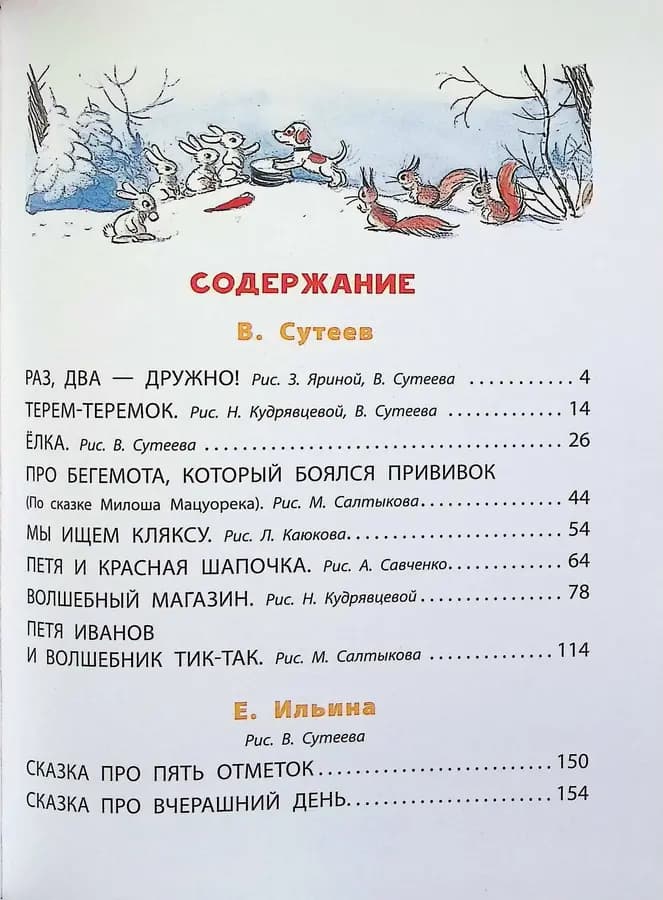 СОДЕРЖАНИЕ
В. Сутеев
РАЗ, ДВА — ДРУЖНО! Рис. З. Яриной, В. Сутеева .......... 4
ТЕРЕМ-ТЕРЕМОК. Рис. Н. Кудрявцевой, В. Сутеева .......... 14
ЁЛКА. Рис. В. Сутеева .......... 26
ПРО БЕГЕМОТА, КОТОРЫЙ БОЯЛСЯ ПРИВИВОК
(По сказке Милоша Мацуорека). Рис. М. Салтыкова .......... 44
МЫ ИЩЕМ КЛЯКСУ. Рис. Л. Каюкова .......... 54
ПЕТЯ И КРАСНАЯ ШАПОЧКА. Рис. А. Савченко .......... 64
ВОЛШЕБНЫЙ МАГАЗИН. Рис. Н. Кудрявцевой .......... 78
ПЕТЯ ИВАНОВ
И ВОЛШЕБНИК ТИК-ТАК. Рис. М. Салтыкова .......... 114
Е. Ильина
Рис. В. Сутеева
СКАЗКА ПРО ПЯТЬ ОТМЕТОК .......... 150
СКАЗКА ПРО ВЧЕРАШНИЙ ДЕНЬ .......... 154